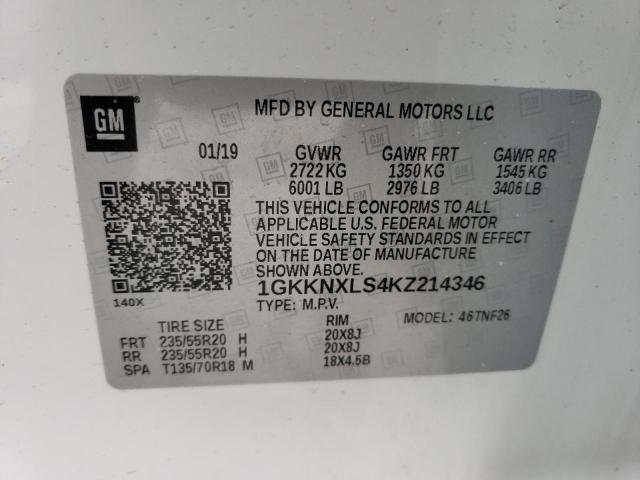 GM
MFD BY GENERAL MOTORS LLC
01/19 GVWR GAWR FRT GAWR RR
2722 KG 1350 KG 1545 KG
6001 LB 2976 LB 3406 LB
THIS VEHICLE CONFORMS TO ALL
APPLICABLE U.S. FEDERAL MOTOR
VEHICLE SAFETY STANDARDS IN EFFECT
ON THE DATE OF MANUFACTURE
SHOWN ABOVE.
140X
1GKKNXLS4KZ214346
TYPE: M.P.V.
MODEL: 46TNF26
TIRE SIZE RIM
FRT 235/55R20 H 20X8J
RR 235/55R20 H 20X8J
SPA T135/70R18 M 18X4.5B